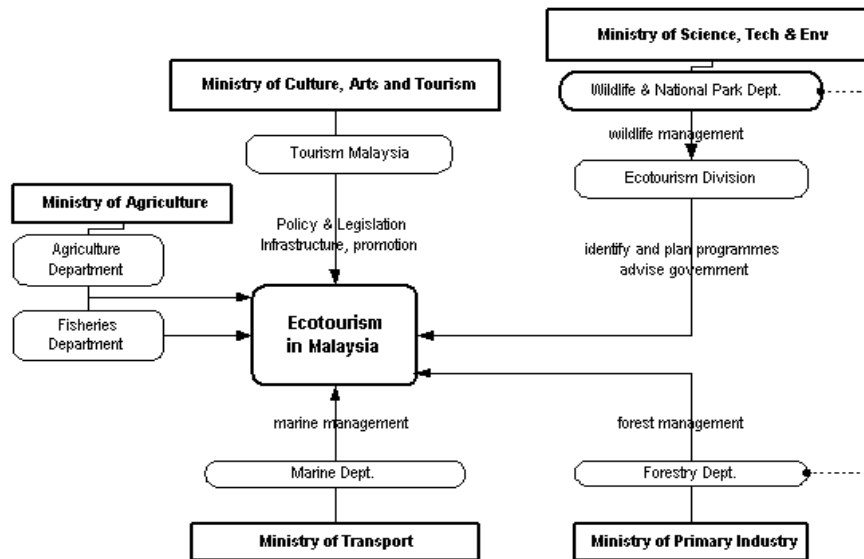 Ministry of Science, Tech & Env
Wildlife & National Park Dept.
wildlife management
Ecotourism Division
identify and plan programmes
advise government
Ministry of Culture, Arts and Tourism
Tourism Malaysia
Policy & Legislation
Infrastructure, promotion
Ministry of Agriculture
Agriculture
Department
Fisheries
Department
Ecotourism
in Malaysia
marine management
Marine Dept.
Ministry of Transport
forest management
Forestry Dept.
Ministry of Primary Industry